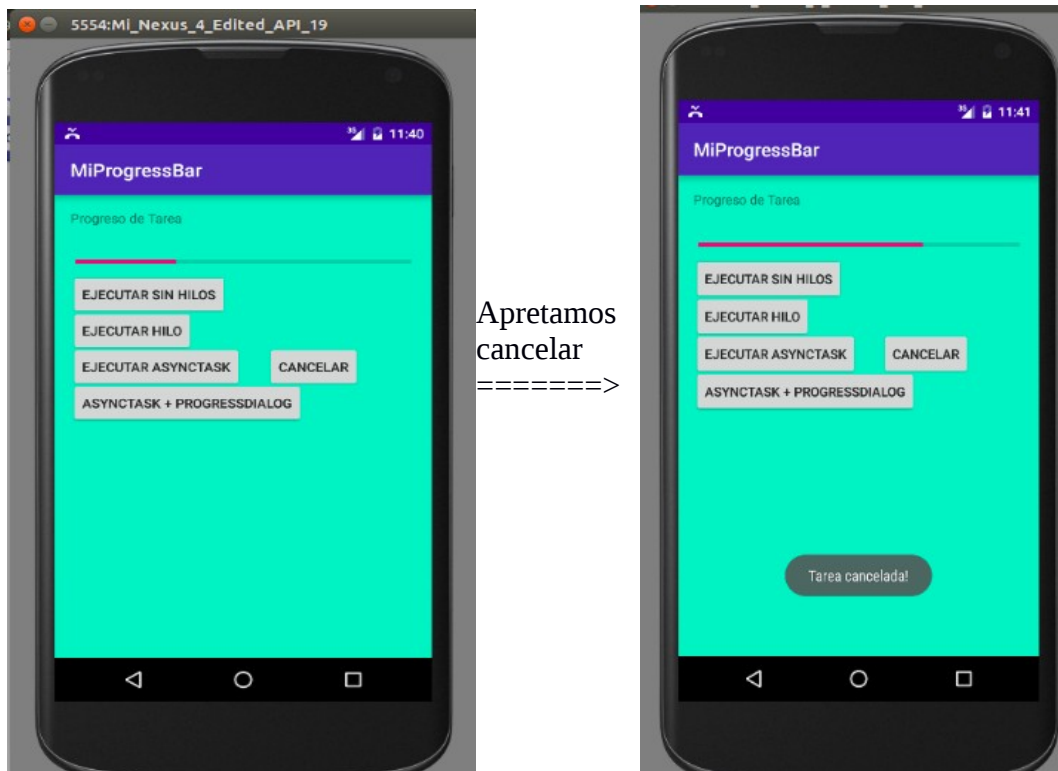 5554:Mi_Nexus_4_Edited_API_19
3G 11:40
MiProgressBar
Progreso de Tarea
EJECUTAR SIN HILOS
EJECUTAR HILO
EJECUTAR ASYNCTASK CANCELAR
ASYNCTASK + PROGRESSDIALOG
Apretamos
cancelar
=======>
3G 11:41
MiProgressBar
Progreso de Tarea
EJECUTAR SIN HILOS
EJECUTAR HILO
EJECUTAR ASYNCTASK CANCELAR
ASYNCTASK + PROGRESSDIALOG
Tarea cancelada!